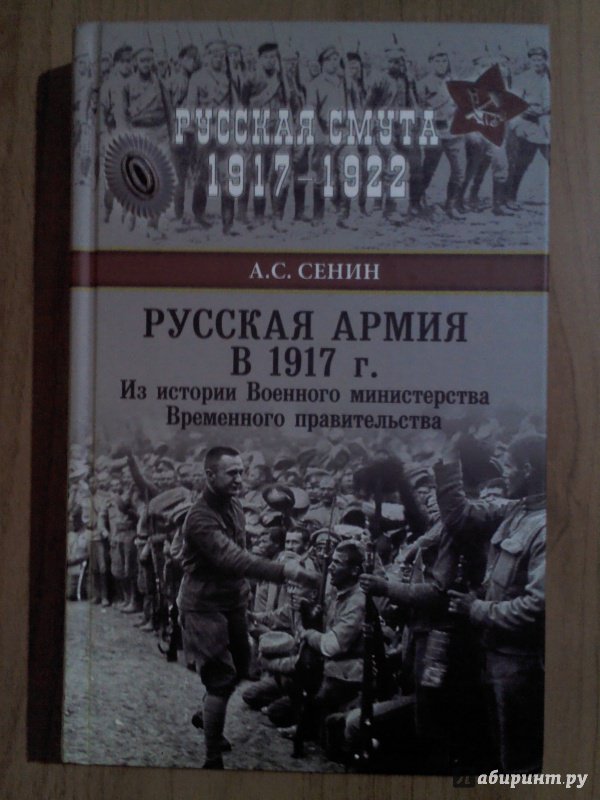 РУССКАЯ СМУТА
1917–1922
А.С. СЕНИН
РУССКАЯ АРМИЯ
В 1917 г.
Из истории Военного министерства
Временного правительства
абиринт.ру